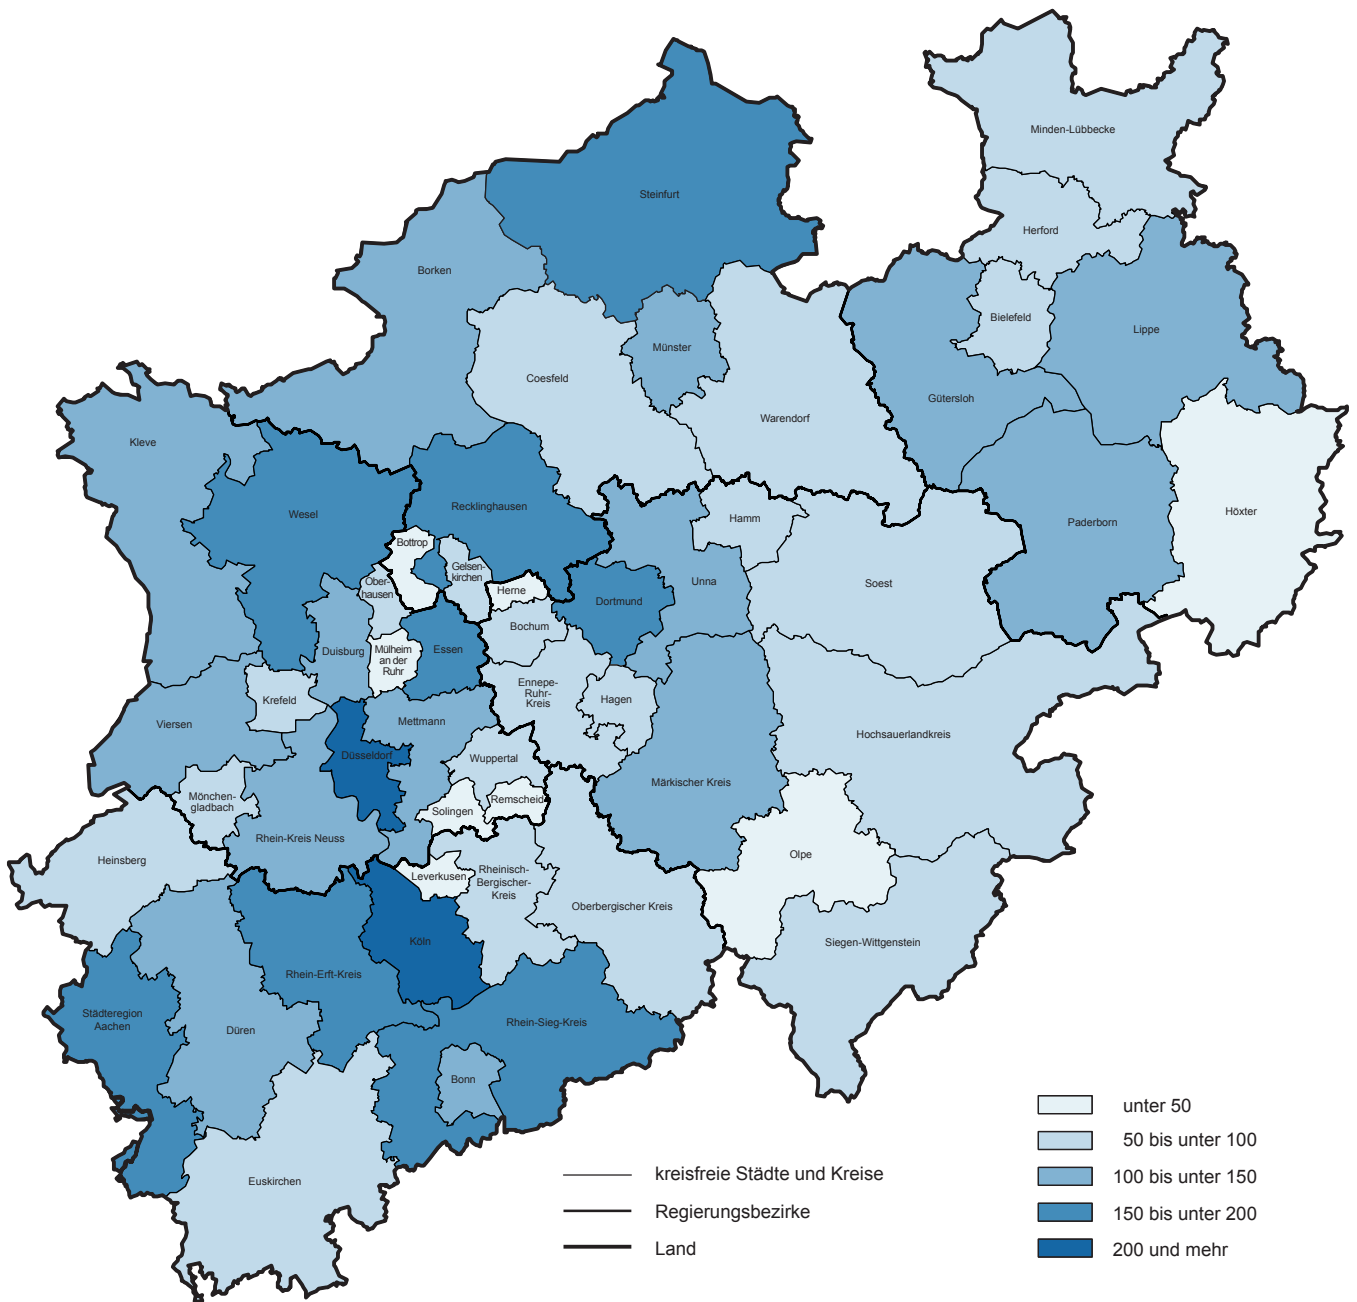 Minden-Lübbecke
Steinfurt
Herford
Borken
Bielefeld
Lippe
Münster
Coesfeld
Gütersloh
Warendorf
Kleve
Recklinghausen
Wesel
Hamm
Höxter
Paderborn
Bottrop
Gelsen-
kirchen
Ober-
hausen
Unna
Soest
Herne
Dortmund
Bochum
Duisburg
Mülheim
an der
Ruhr
Essen
Ennepe-
Ruhr-
Kreis
Hagen
Krefeld
Viersen
Mettmann
Hochsauerlandkreis
Düsseldorf
Wuppertal
Märkischer Kreis
Mönchen-
gladbach
Solingen
Remscheid
Rhein-Kreis Neuss
Olpe
Heinsberg
Leverkusen
Rheinisch-
Bergischer-
Kreis
Oberbergischer Kreis
Köln
Siegen-Wittgenstein
Rhein-Erft-Kreis
Städteregion
Aachen
Düren
Rhein-Sieg-Kreis
Bonn
Euskirchen
kreisfreie Städte und Kreise
Regierungsbezirke
Land
unter 50
50 bis unter 100
100 bis unter 150
150 bis unter 200
200 und mehr